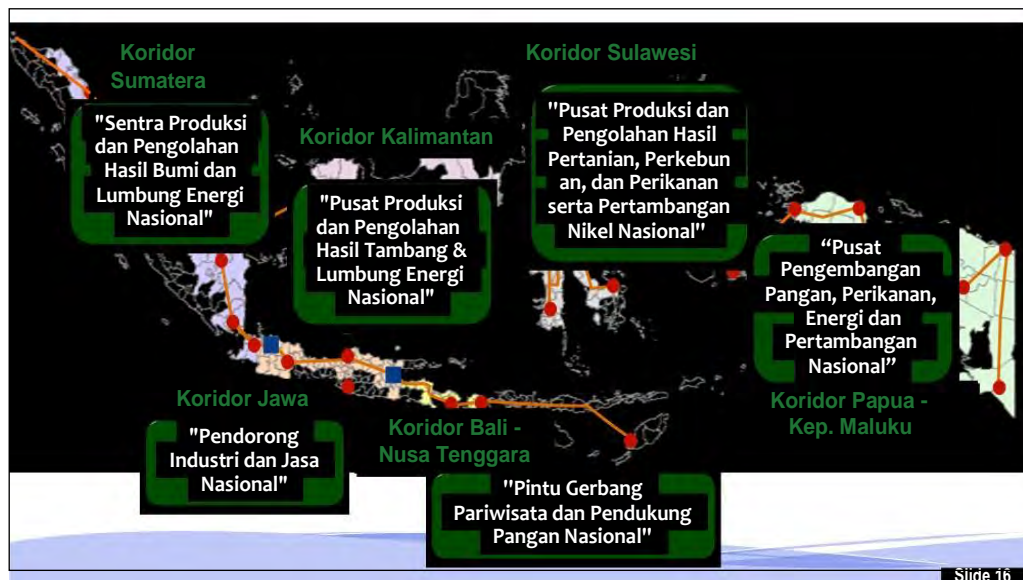 Koridor
Sumatera
"Sentra Produksi
dan Pengolahan
Hasil Bumi dan
Lumbung Energi
Nasional"
Koridor Kalimantan
"Pusat Produksi
dan Pengolahan
Hasil Tambang &
Lumbung Energi
Nasional"
Koridor Sulawesi
"Pusat Produksi dan
Pengolahan Hasil
Pertanian, Perkebun
an, dan Perikanan
serta Pertambangan
Nikel Nasional"
“Pusat
Pengembangan
Pangan, Perikanan,
Energi dan
Pertambangan
Nasional”
Koridor Papua -
Kep. Maluku
Koridor Jawa
"Pendorong
Industri dan Jasa
Nasional"
Koridor Bali -
Nusa Tenggara
"Pintu Gerbang
Pariwisata dan Pendukung
Pangan Nasional"
Slide 16